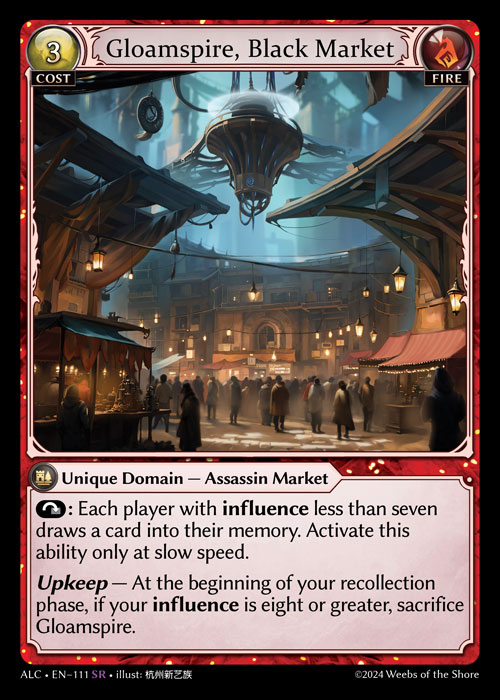 3
COST
Gloamspire, Black Market
FIRE
Unique Domain — Assassin Market
: Each player with influence less than seven
draws a card into their memory. Activate this
ability only at slow speed.
Upkeep — At the beginning of your recollection
phase, if your influence is eight or greater, sacrifice
Gloamspire.
ALC • EN–111 SR • illust: 杭州新艺族
©2024 Weebs of the Shore